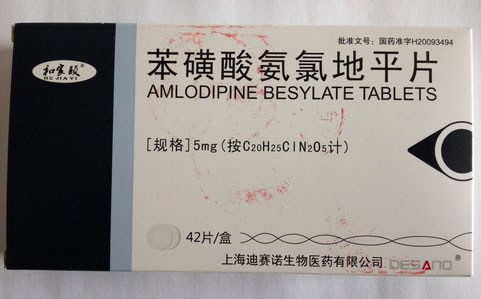 批准文号：国药准字H20093494
和家毅®
HE JIA YI
苯磺酸氨氯地平片
AMLODIPINE BESYLATE TABLETS
[规格]5mg(按C₂₀H₂₅ClN₂O₅计)
42片/盒
上海迪赛诺生物医药有限公司
DESANO®